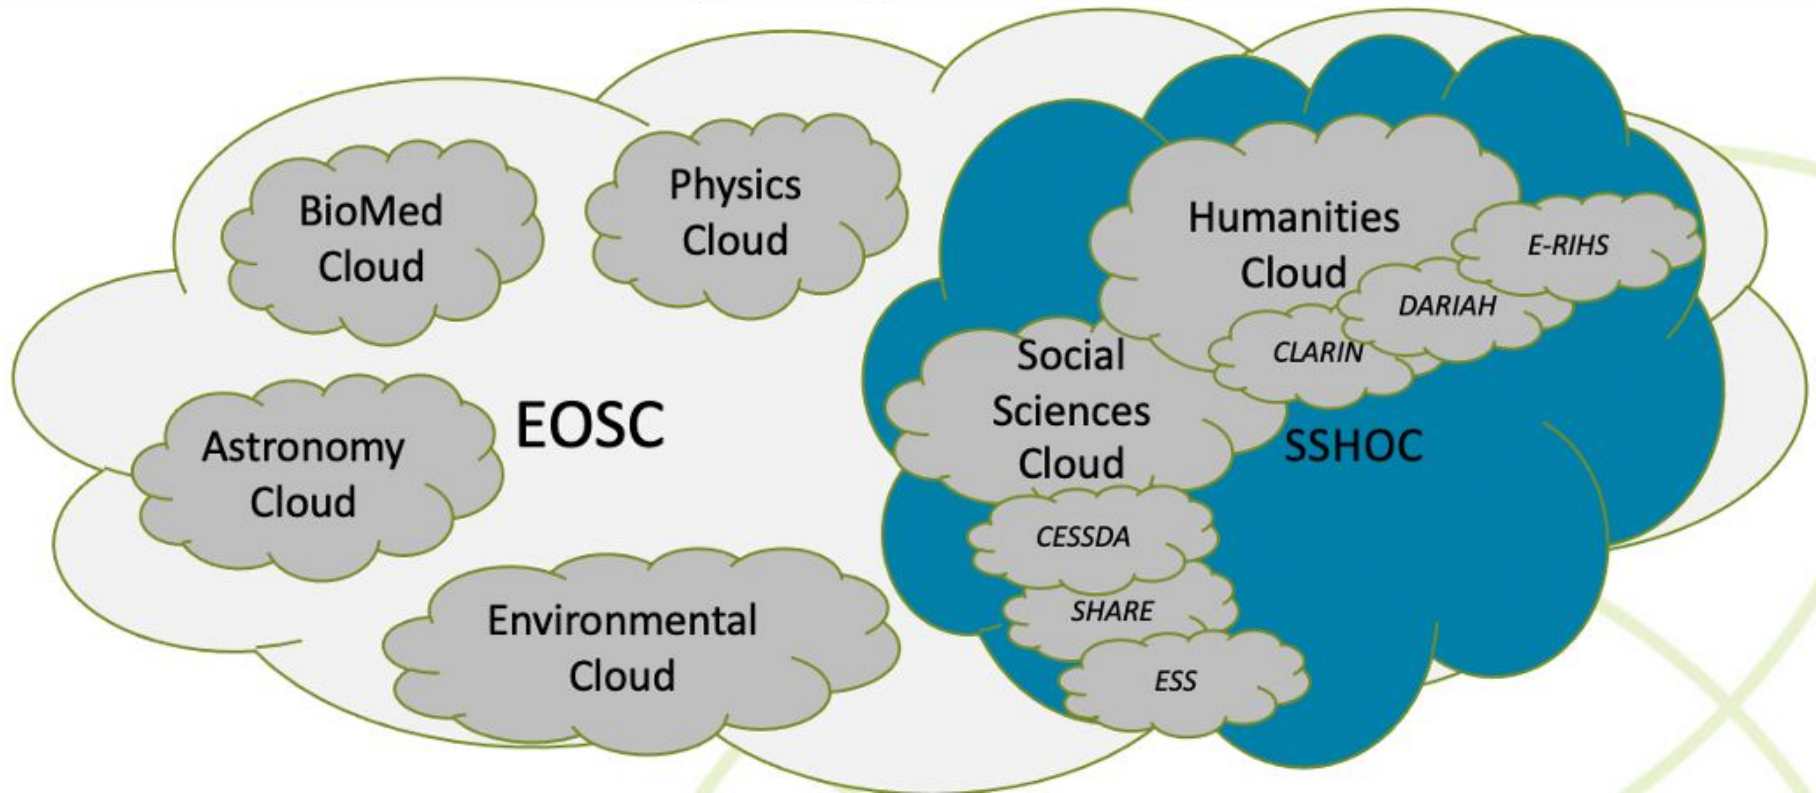 BioMed
Cloud
Physics
Cloud
Astronomy
Cloud
EOSC
Environmental
Cloud
Humanities
Cloud
E-RIHS
DARIAH
CLARIN
Social
Sciences
Cloud
SSHOC
CESSDA
SHARE
ESS